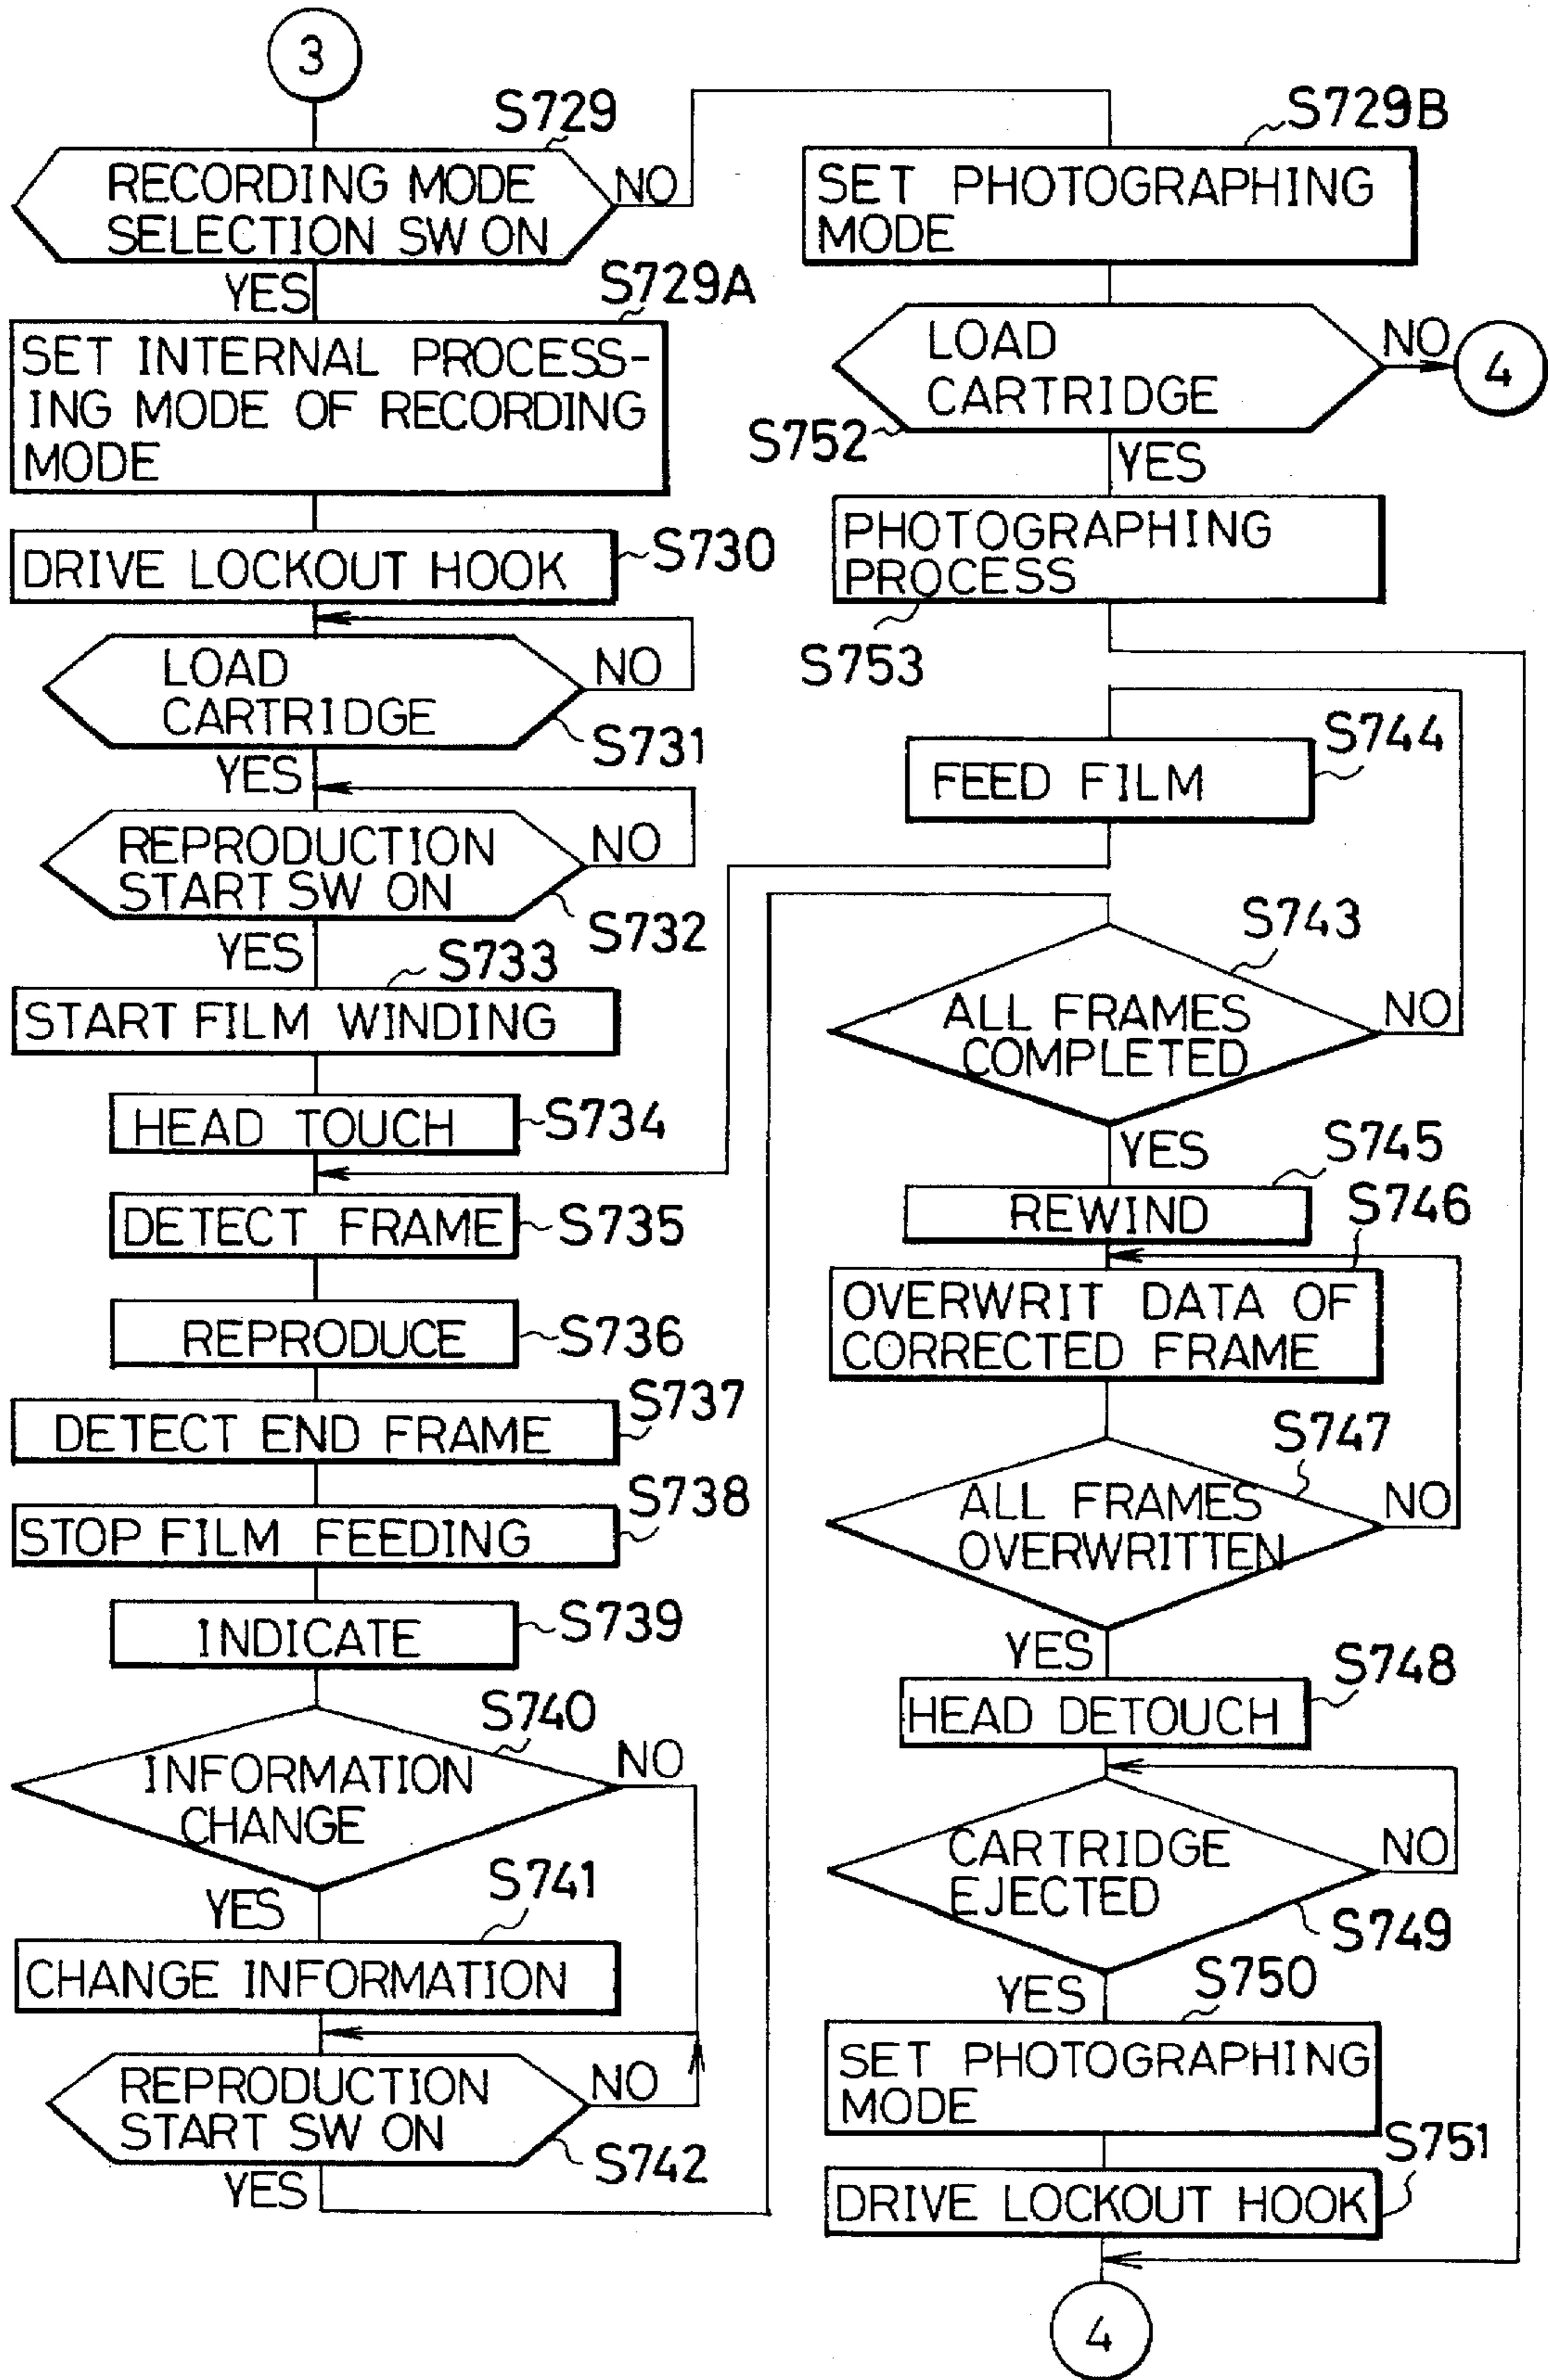 3
S729
RECORDING MODE
SELECTION SW ON
NO
YES
S729A
SET INTERNAL PROCESS-
ING MODE OF RECORDING
MODE
DRIVE LOCKOUT HOOK
S730
LOAD
CARTRIDGE
NO
S731
YES
REPRODUCTION
START SW ON
NO
S732
YES
S733
START FILM WINDING
HEAD TOUCH
S734
DETECT FRAME
S735
REPRODUCE
S736
DETECT END FRAME
S737
STOP FILM FEEDING
S738
INDICATE
S739
S740
INFORMATION
CHANGE
NO
YES
S741
CHANGE INFORMATION
REPRODUCTION
START SW ON
NO
S742
YES
S729B
SET PHOTOGRAPHING
MODE
LOAD
CARTRIDGE
NO
4
S752
YES
PHOTOGRAPHING
PROCESS
S753
S744
FEED FILM
S743
ALL FRAMES
COMPLETED
NO
YES
S745
REWIND
S746
OVERWRIT DATA OF
CORRECTED FRAME
S747
ALL FRAMES
OVERWRITTEN
NO
YES
S748
HEAD DETOUCH
CARTRIDGE
EJECTED
NO
S749
YES
S750
SET PHOTOGRAPHING
MODE
S751
DRIVE LOCKOUT HOOK
4